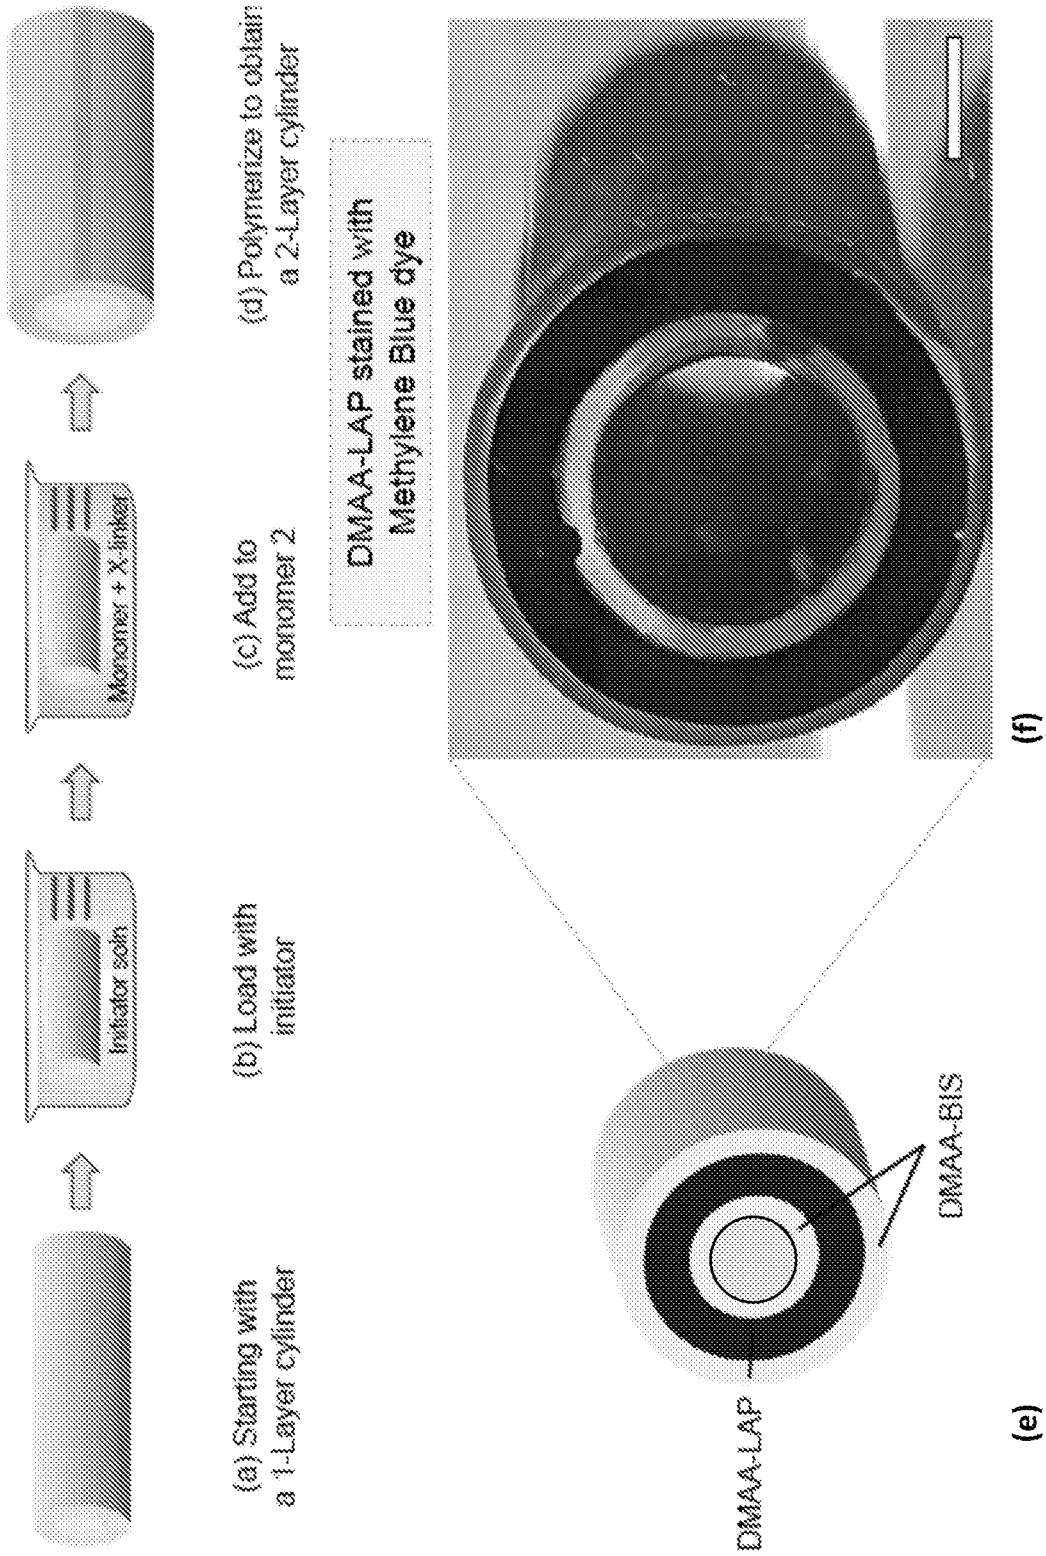 (a) Starting with
a 1-Layer cylinder
Initiator soln
(b) Load with
initiator
Monomer + X-linker
(c) Add to
monomer 2
(d) Polymerize to obtain
a 2-Layer cylinder
DMAA-LAP
DMAA-BIS
(e)
DMAA-LAP stained with
Methylene Blue dye
(f)